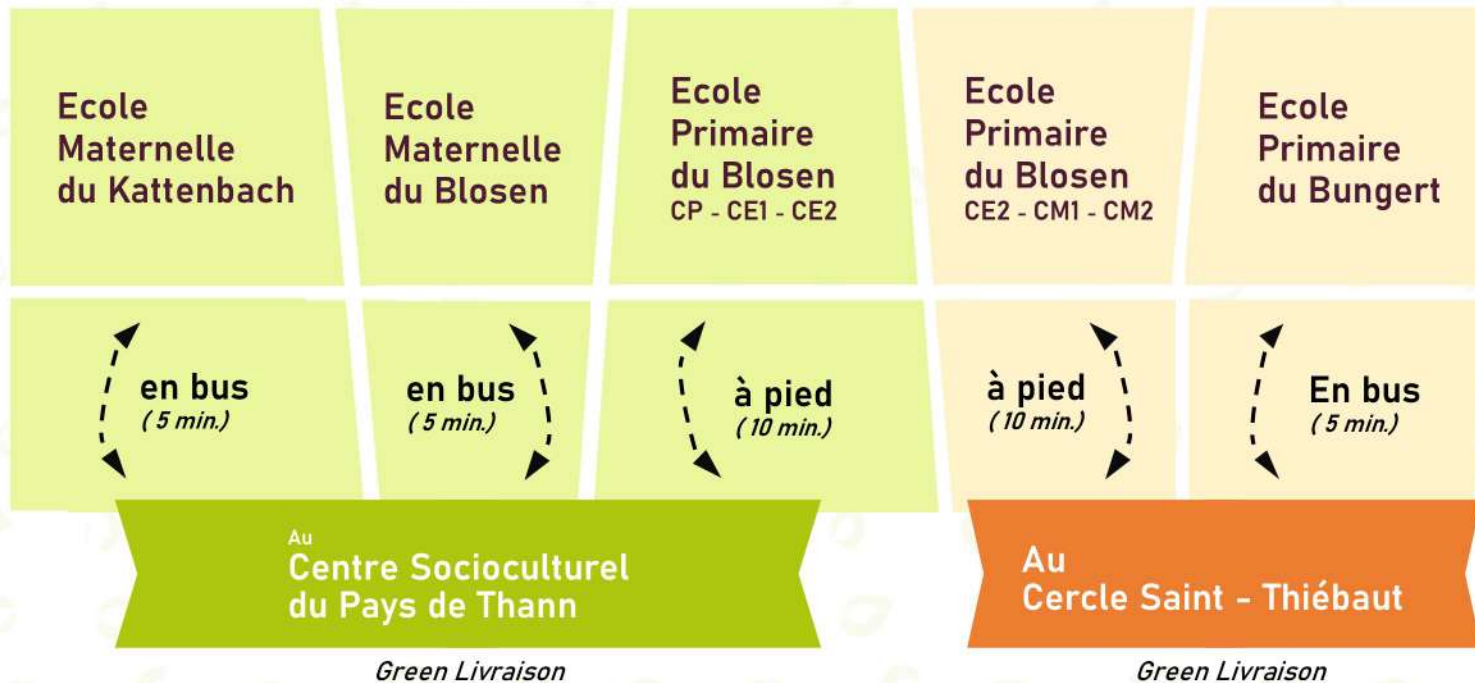 Ecole
Maternelle
du Kattenbach
Ecole
Maternelle
du Blosen
Ecole
Primaire
du Blosen
CP - CE1 - CE2
Ecole
Primaire
du Blosen
CE2 - CM1 - CM2
Ecole
Primaire
du Bungert
en bus
( 5 min.)
en bus
( 5 min.)
à pied
( 10 min.)
à pied
( 10 min.)
En bus
( 5 min.)
Au
Centre Socioculturel
du Pays de Thann
Au
Cercle Saint - Thiébaut
Green Livraison
Green Livraison